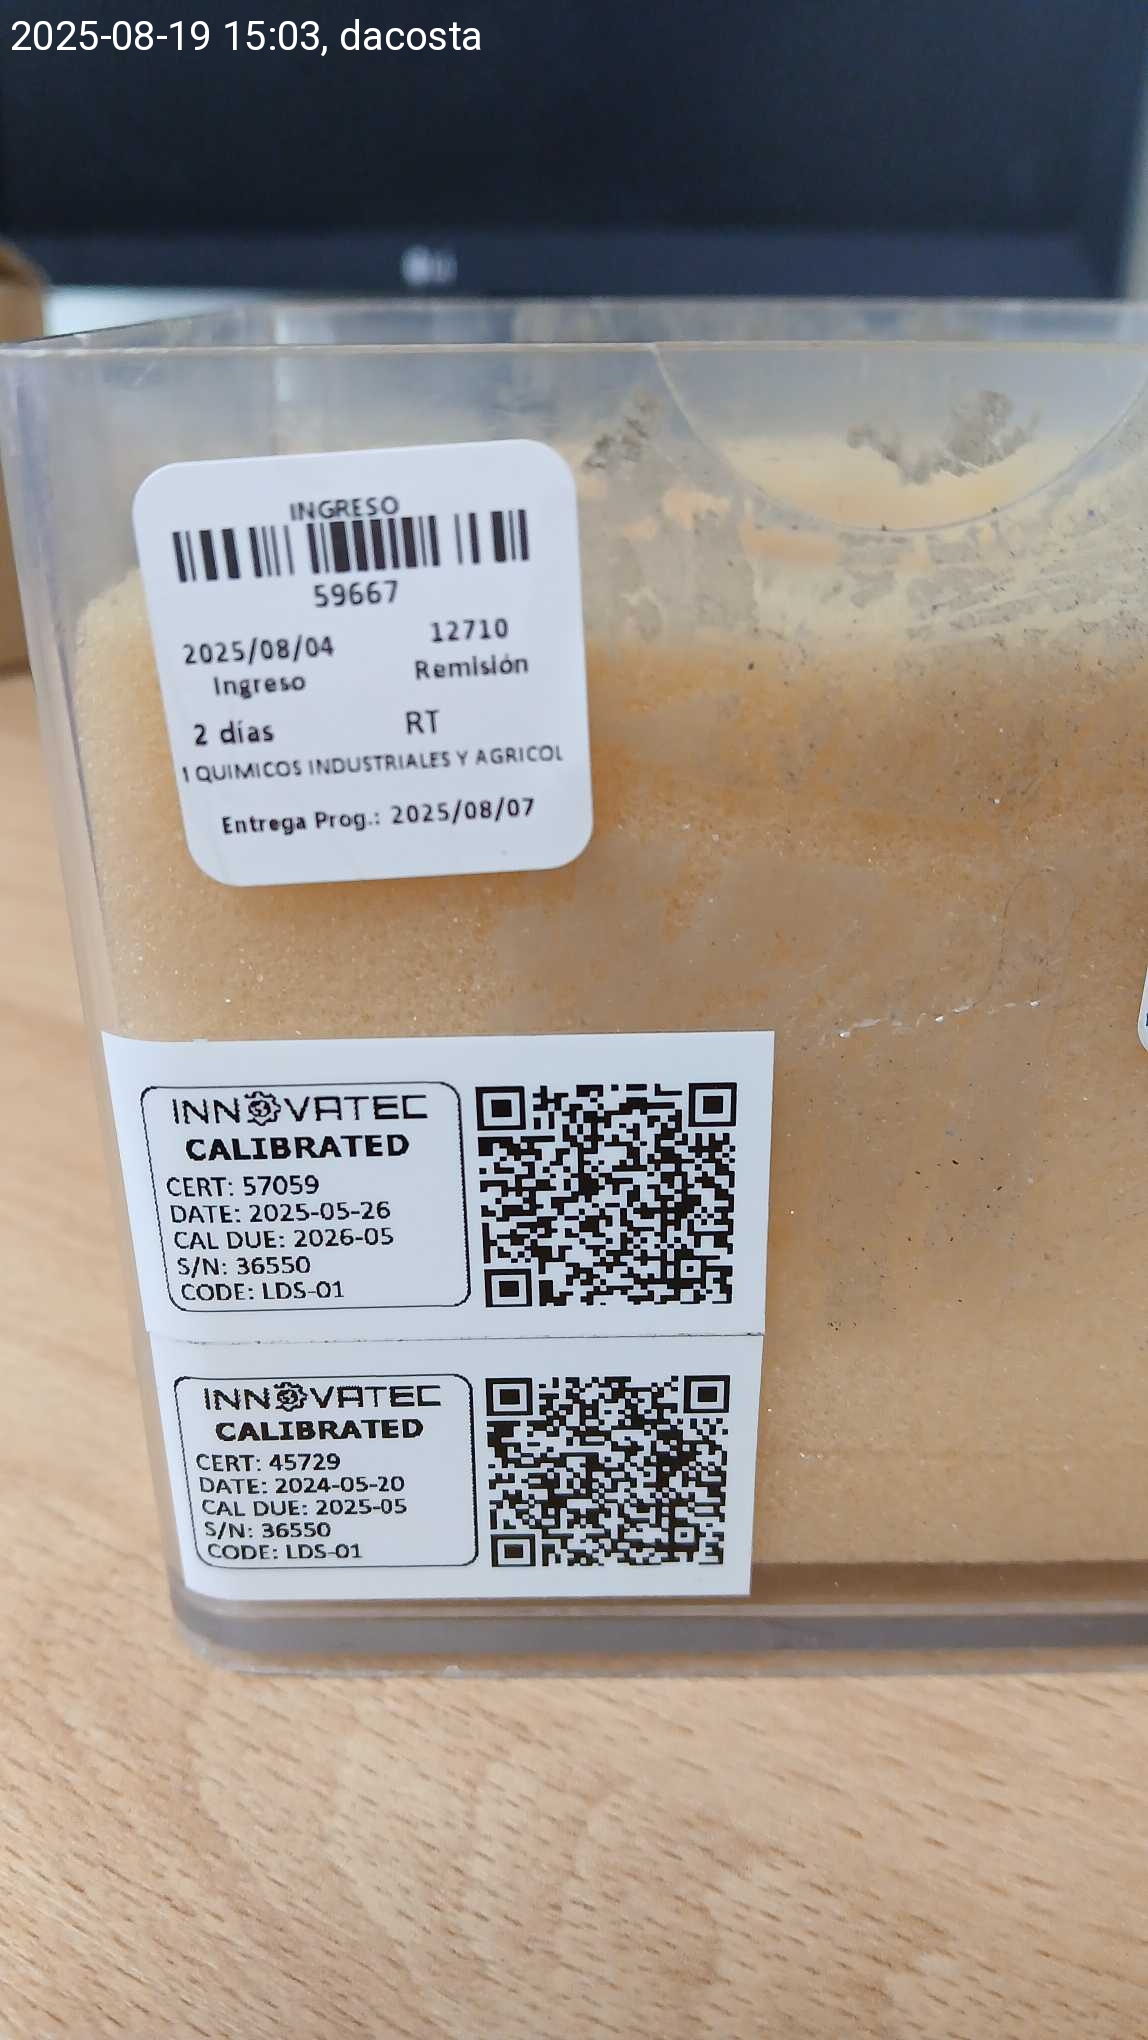 2025-08-19 15:03, dacosta
INGRESO
59667
2025/08/04 12710
Ingreso Remisión
2 días RT
QUIMICOS INDUSTRIALES Y AGRICOL
Entrega Prog.: 2025/08/07
INNOVATEC
CALIBRATED
CERT: 57059
DATE: 2025-05-26
CAL DUE: 2026-05
S/N: 36550
CODE: LDS-01
INNOVATEC
CALIBRATED
CERT: 45729
DATE: 2024-05-20
CAL DUE: 2025-05
S/N: 36550
CODE: LDS-01